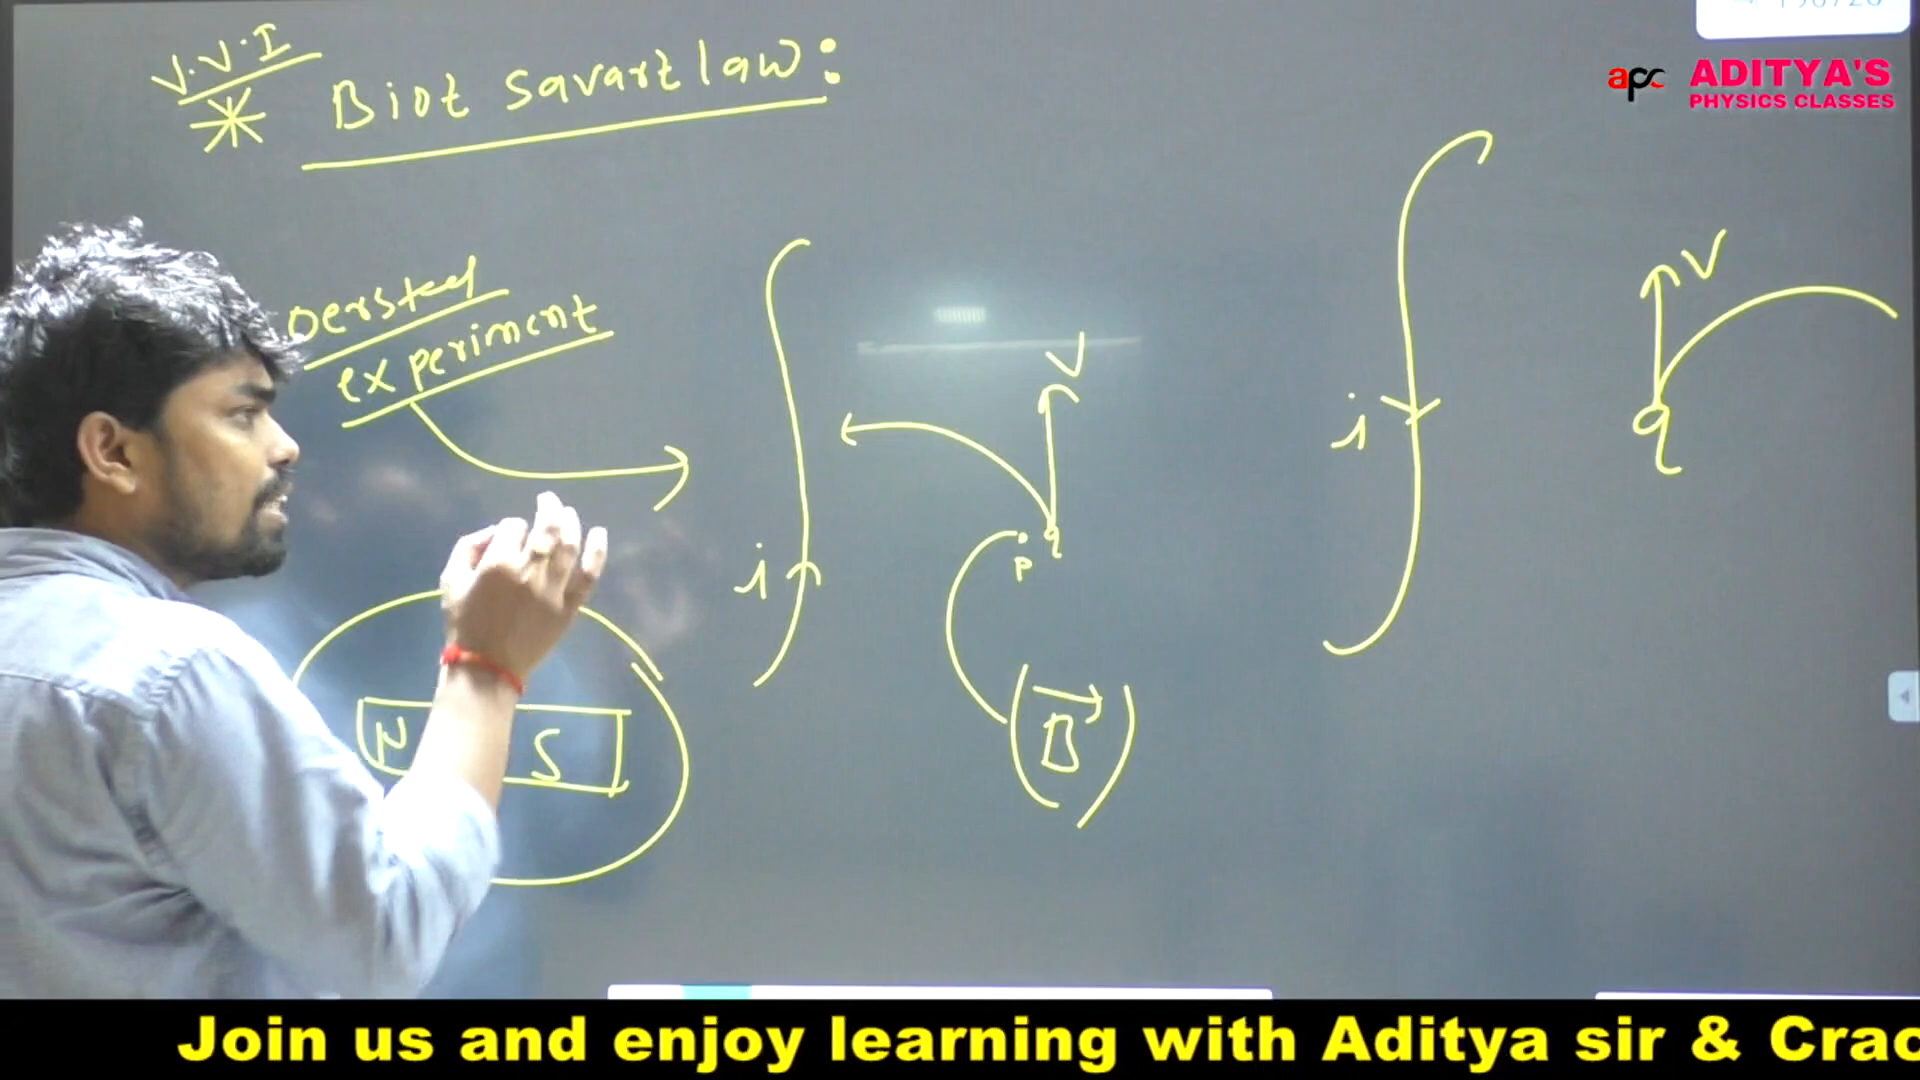 V.V.I
Biot Savart law:
ADITYA'S
apc
PHYSICS CLASSES
oersted
experiment
V
V
i
q
i
P
q
B
N
S
Join us and enjoy learning with Aditya sir & Crac